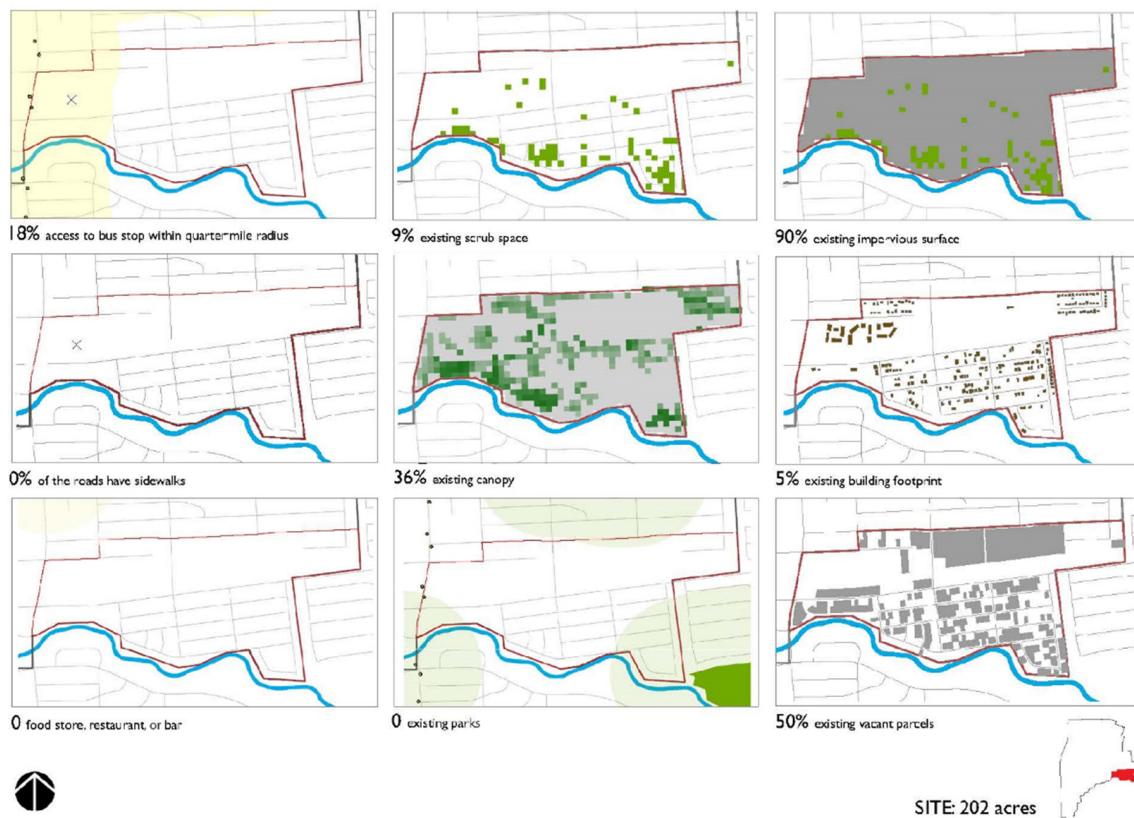 18% access to bus stop within quarter-mile radius
9% existing scrub space
90% existing impervious surface
0% of the roads have sidewalks
36% existing canopy
5% existing building footprint
0 food store, restaurant, or bar
0 existing parks
50% existing vacant parcels
SITE: 202 acres